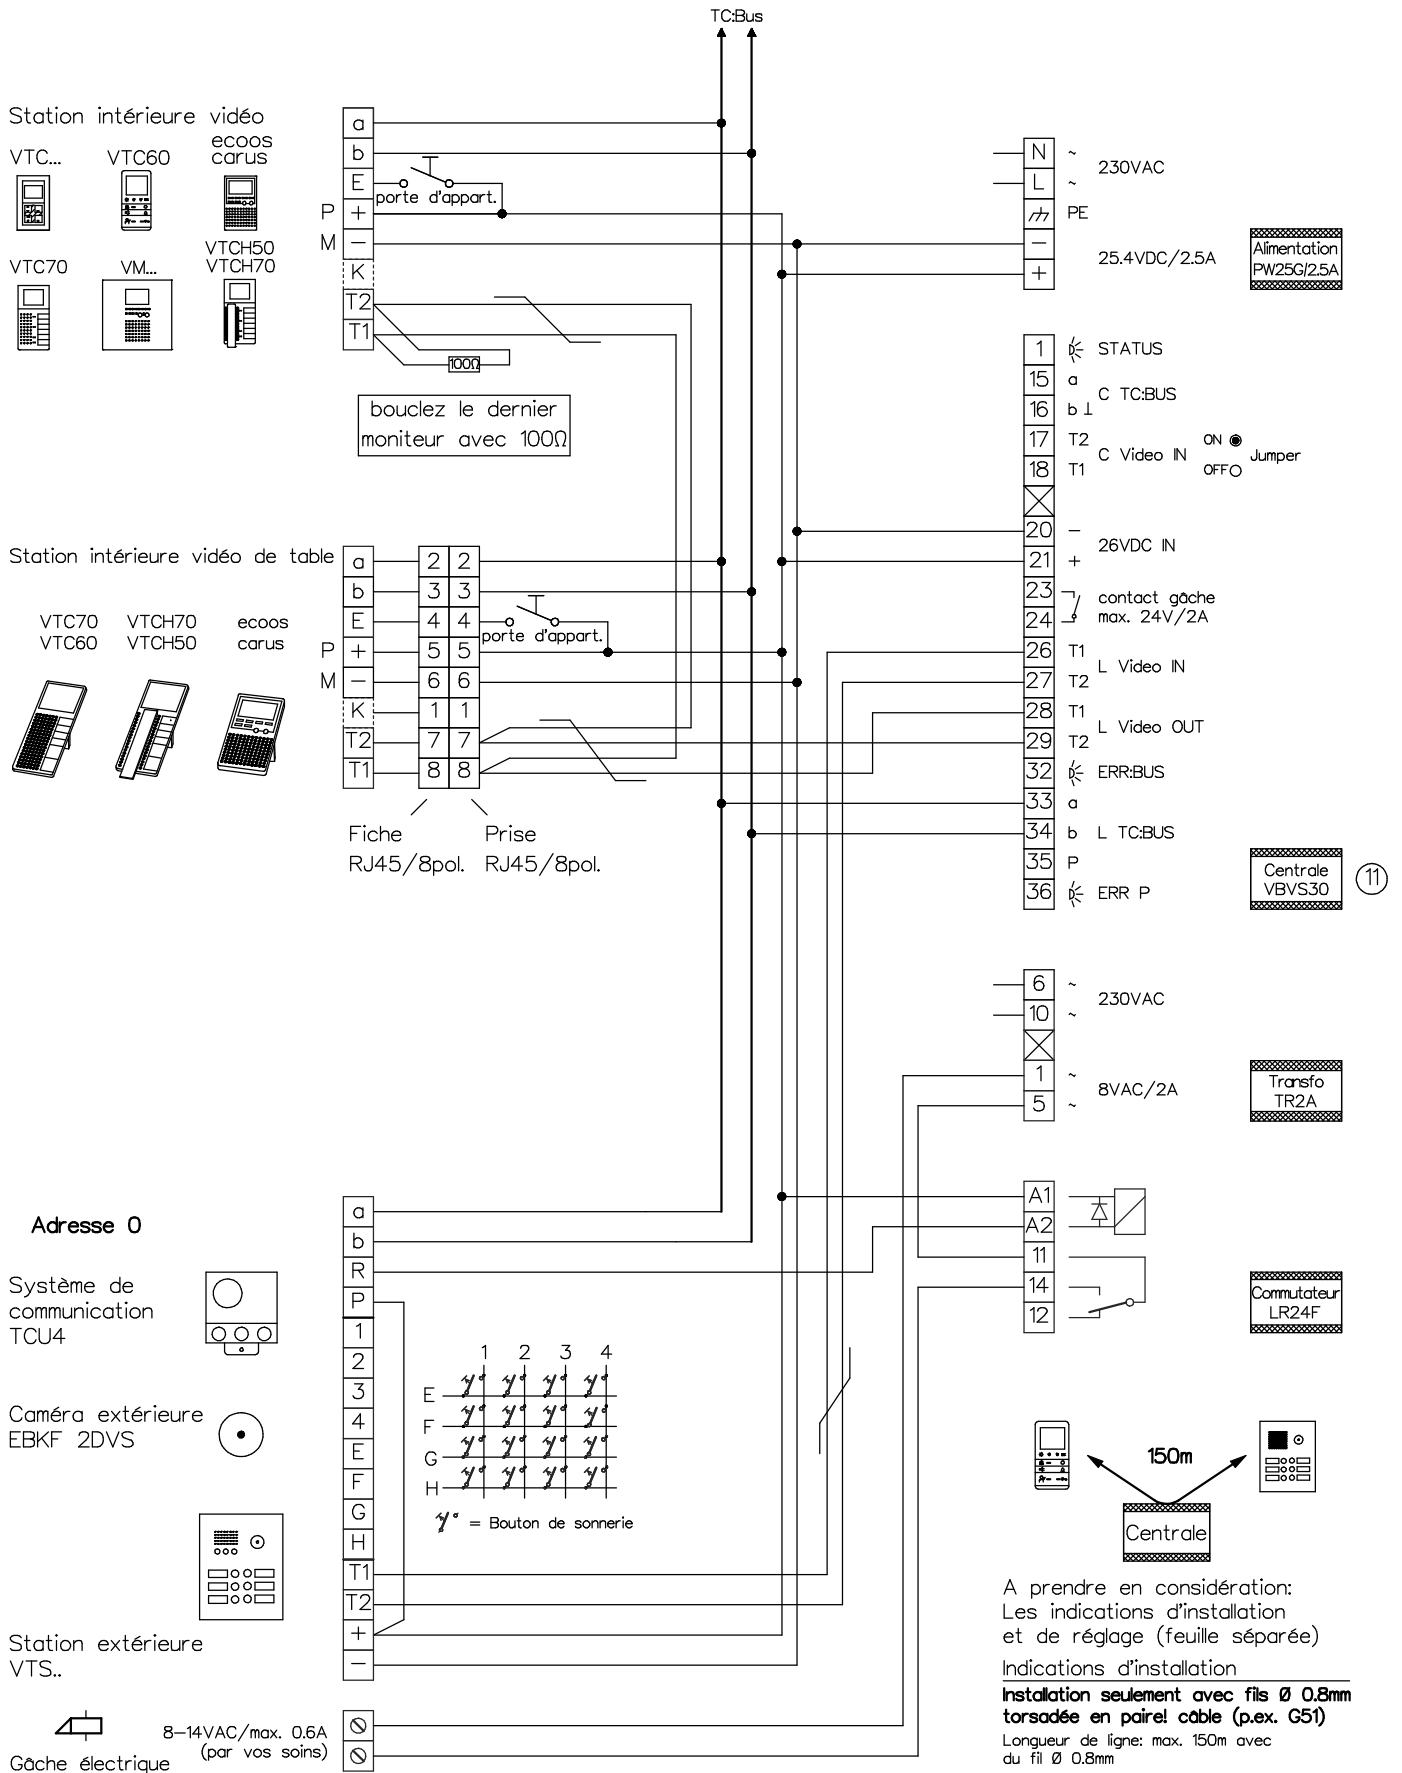 TC:Bus
Station intérieure vidéo
VTC...
VTC60
ecoos
carus
VTC70
VM...
VTCH50
VTCH70
a
b
E
porte d'appart.
P +
M −
K
T2
T1
100Ω
bouclez le dernier
moniteur avec 100Ω
Station intérieure vidéo de table
VTC70 VTCH70 ecoos
VTC60 VTCH50 carus
a 2 2
b 3 3
E 4 4
porte d'appart.
P + 5 5
M − 6 6
K 1 1
T2 7 7
T1 8 8
Fiche
RJ45/8pol.
Prise
RJ45/8pol.
N ~
L ~
230VAC
PE
−
+
25.4VDC/2.5A
Alimentation
PW25G/2.5A
1 STATUS
15 a
16 b ⊥
C TC:BUS
17 T2
18 T1
C Video IN
ON
OFF
Jumper
20 −
21 +
26VDC IN
23
24
contact gâche
max. 24V/2A
26 T1
27 T2
L Video IN
28 T1
29 T2
L Video OUT
32 ERR:BUS
33 a
34 b L TC:BUS
35 P
36 ERR P
Centrale
VBVS30
11
6 ~
10 ~
230VAC
1 ~
5 ~
8VAC/2A
Transfo
TR2A
A1
A2
11
14
12
Commutateur
LR24F
Adresse 0
Système de
communication
TCU4
Caméra extérieure
EBKF 2DVS
Station extérieure
VTS..
a
b
R
P
1
2
3
4
E
F
G
H
T1
T2
+
−
1 2 3 4
E
F
G
H
= Bouton de sonnerie
8−14VAC/max. 0.6A
(par vos soins)
Gâche électrique
150m
Centrale
A prendre en considération:
Les indications d'installation
et de réglage (feuille séparée)
Indications d'installation
Installation seulement avec fils Ø 0.8mm
torsadée en paire! câble (p.ex. G51)
Longueur de ligne: max. 150m avec
du fil Ø 0.8mm